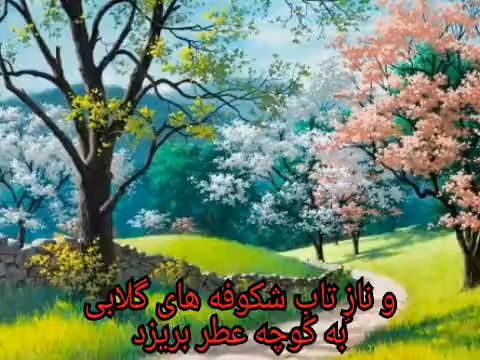 و نازِ تابِ شکوفه های گلابی
به کوچه عطر بریزد